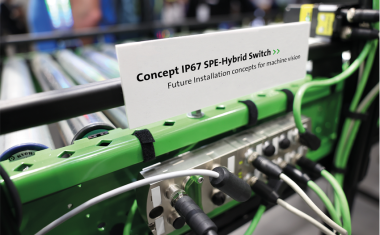 Concept IP67 SPE-Hybrid Switch >>
Future Installation concepts for machine vision